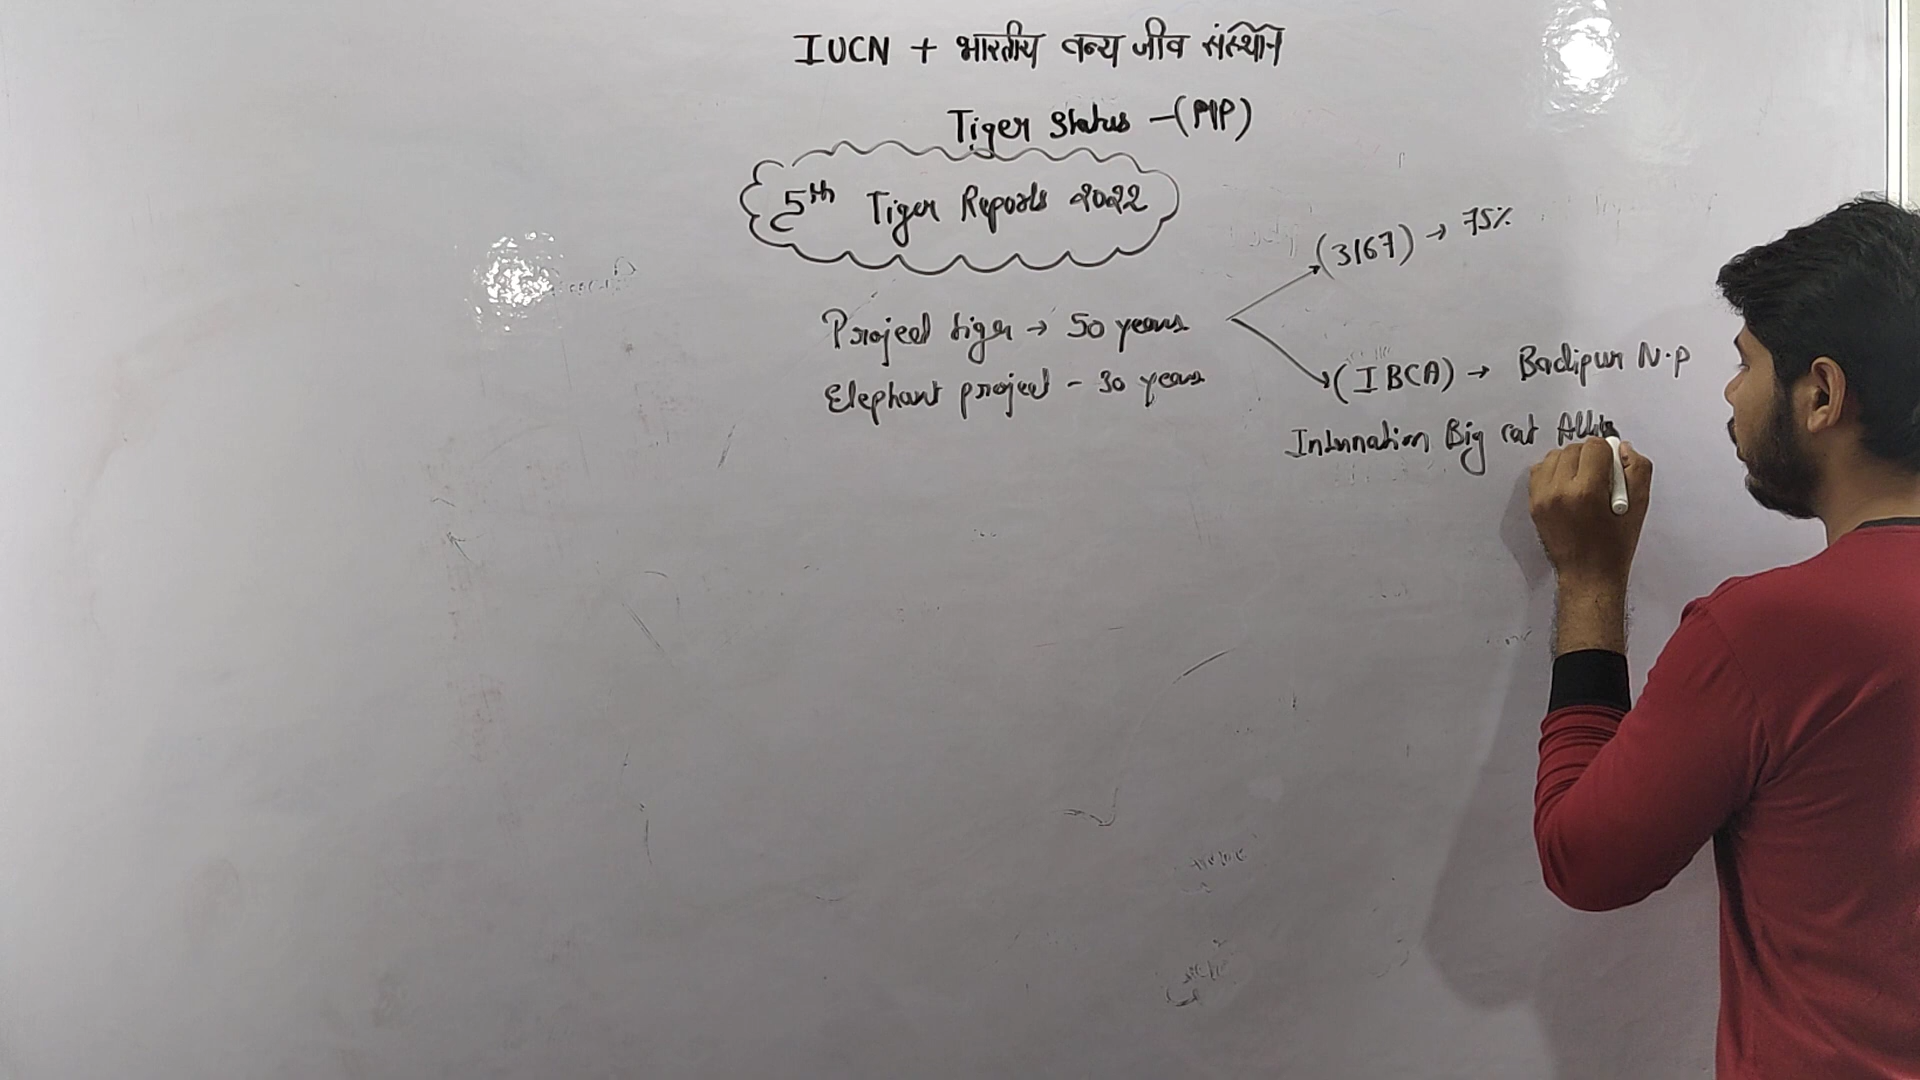 IUCN + भारतीय वन्य जीव संस्थान
Tiger Status - (MP)
5th Tiger Reports 2022
(3167) → 75%
Project tiger → 50 years
(IBCA) → Badipur N.P
Elephant project - 30 years
Big cat